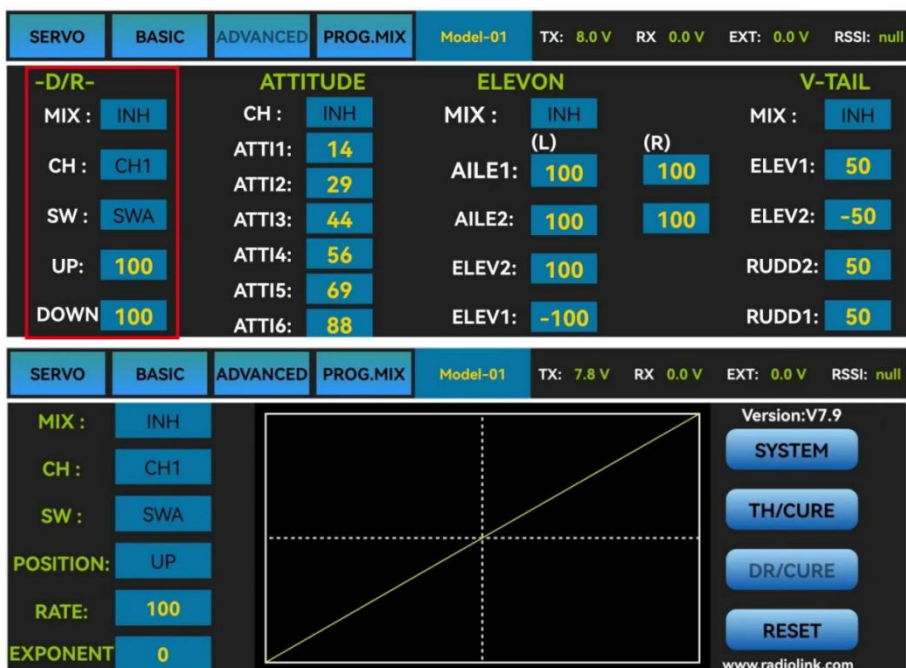 SERVO BASIC ADVANCED PROG.MIX Model-01 TX: 8.0 V RX 0.0 V EXT: 0.0 V RSSI: null
-D/R- ATTITUDE ELEVON V-TAIL
MIX : INH CH : INH MIX : INH MIX : INH
(L) (R)
CH : CH1 ATTI1: 14 AILE1: 100 100 ELEV1: 50
ATTI2: 29
SW : SWA ATTI3: 44 AILE2: 100 100 ELEV2: -50
UP: 100 ATTI4: 56 ELEV2: 100 RUDD2: 50
ATTI5: 69
DOWN 100 ATTI6: 88 ELEV1: -100 RUDD1: 50
SERVO BASIC ADVANCED PROG.MIX Model-01 TX: 7.8 V RX 0.0 V EXT: 0.0 V RSSI: null
MIX : INH Version:V7.9
SYSTEM
CH : CH1
SW : SWA TH/CURE
POSITION: UP DR/CURE
RATE: 100
RESET
EXPONENT 0 www.radiolink.com